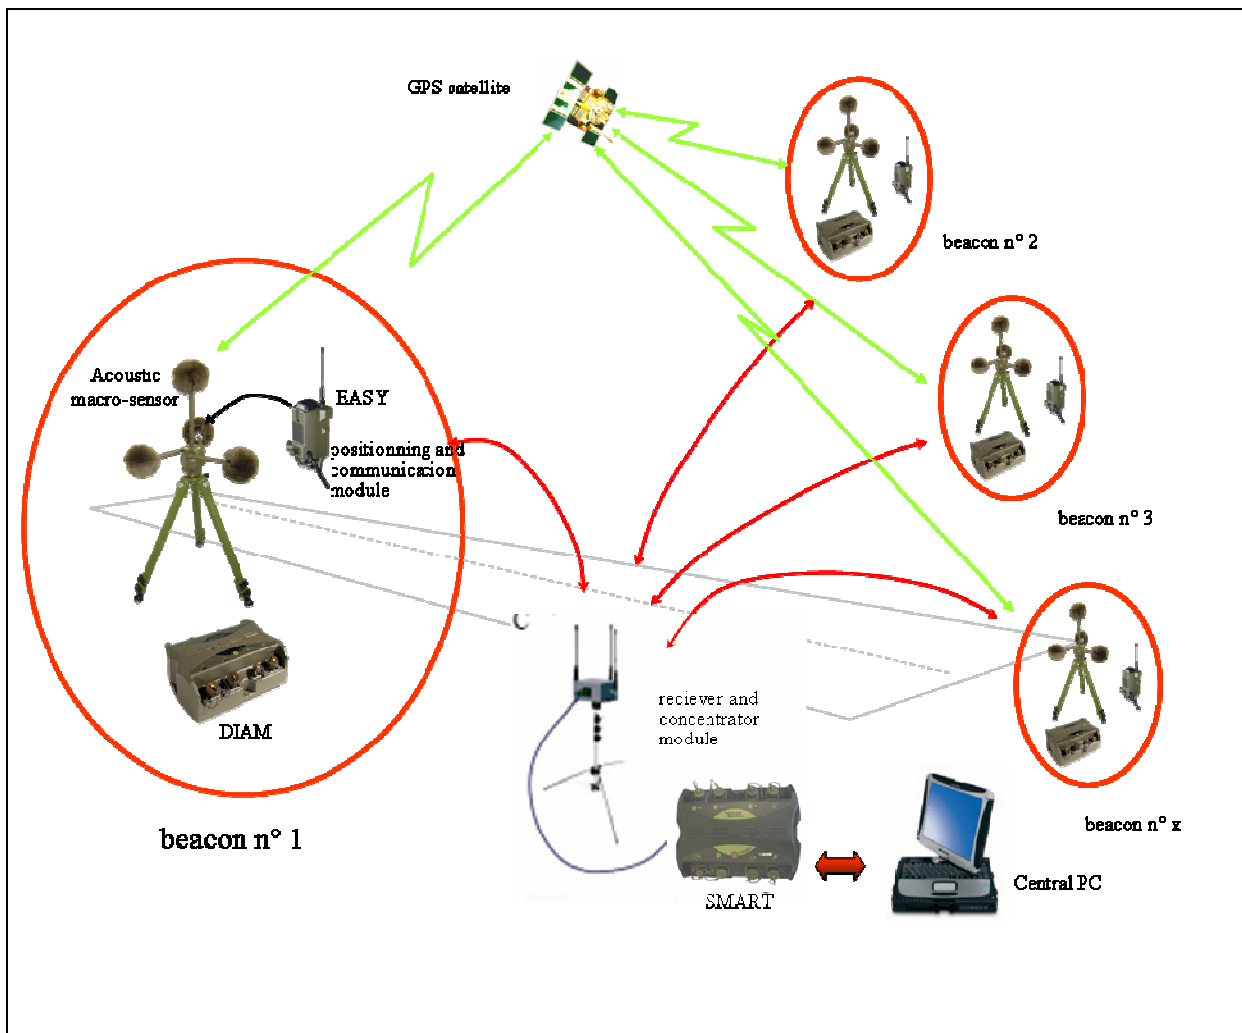 GPS satellite
beacon n° 2
Acoustic
macro-sensor
EASY
positionning and
communication
module
beacon n° 3
DIAM
reciever and
concentrator
module
beacon n° 1
beacon n° x
SMART
Central PC